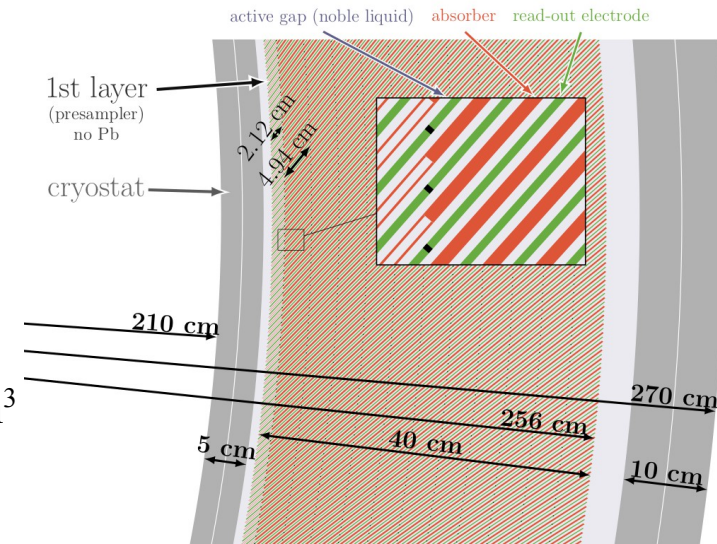 active gap (noble liquid) absorber read-out electrode
1st layer
(presampler)
no Pb
2.12 cm
4.94 cm
cryostat
210 cm
3
270 cm
256 cm
5 cm
40 cm
10 cm